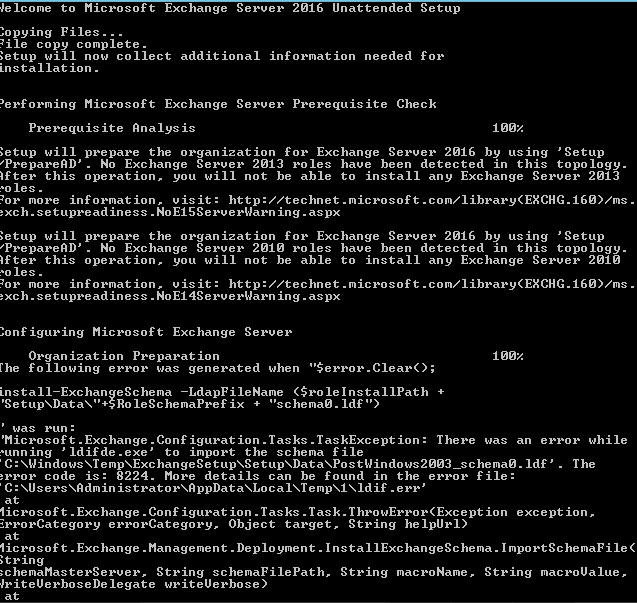 Welcome to Microsoft Exchange Server 2016 Unattended Setup
Copying Files...
File copy complete.
Setup will now collect additional information needed for
installation.
Performing Microsoft Exchange Server Prerequisite Check
Prerequisite Analysis 100%
Setup will prepare the organization for Exchange Server 2016 by using 'Setup
/PrepareAD'. No Exchange Server 2013 roles have been detected in this topology.
After this operation, you will not be able to install any Exchange Server 2013
roles.
For more information, visit: http://technet.microsoft.com/library(EXCHG.160)/ms.
exch.setupreadiness.NoE15ServerWarning.aspx
Setup will prepare the organization for Exchange Server 2016 by using 'Setup
/PrepareAD'. No Exchange Server 2010 roles have been detected in this topology.
After this operation, you will not be able to install any Exchange Server 2010
roles.
For more information, visit: http://technet.microsoft.com/library(EXCHG.160)/ms.
exch.setupreadiness.NoE14ServerWarning.aspx
Configuring Microsoft Exchange Server
Organization Preparation 100%
The following error was generated when "$error.Clear();
install-ExchangeSchema -LdapFileName ($roleInstallPath +
"Setup\Data\"+$RoleSchemaPrefix + "schema0.ldf")
" was run:
"Microsoft.Exchange.Configuration.Tasks.TaskException: There was an error while
running 'ldifde.exe' to import the schema file
'C:\Windows\Temp\ExchangeSetup\Setup\Data\PostWindows2003_schema0.ldf'. The
error code is: 8224. More details can be found in the error file:
'C:\Users\Administrator\AppData\Local\Temp\1\ldif.err'
at
Microsoft.Exchange.Configuration.Tasks.Task.ThrowError(Exception exception,
ErrorCategory errorCategory, Object target, String helpUrl)
at
Microsoft.Exchange.Management.Deployment.InstallExchangeSchema.ImportSchemaFile(
String
schemaMasterServer, String schemaFilePath, String macroName, String macroValue,
WriteVerboseDelegate writeVerbose)
at